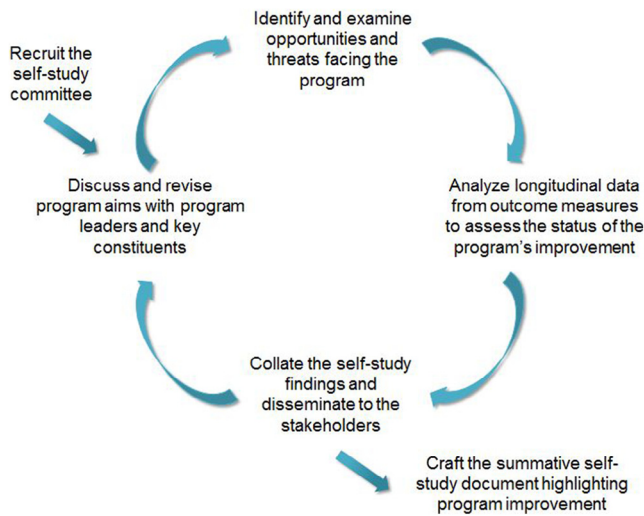 Identify and examine
opportunities and
threats facing the
program
Recruit the
self-study
committee
Discuss and revise
program aims with program
leaders and key
constituents
Analyze longitudinal data
from outcome measures
to assess the status of the
program's improvement
Collate the self-study
findings and
disseminate to the
stakeholders
Craft the summative self-
study document highlighting
program improvement